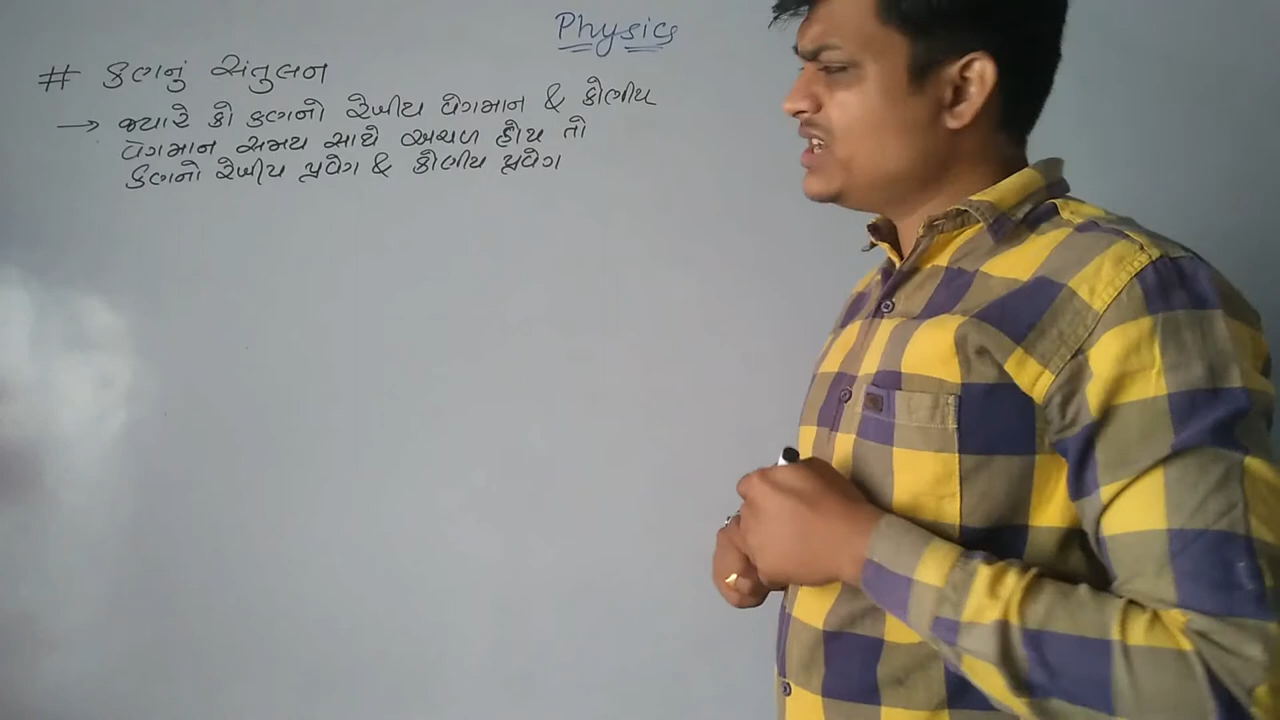 Physics
# કણનું સંતુલન
→ જ્યારે કો કણનો રેખીય વેગમાન & કોણીય
વેગમાન સમય સાથે અચળ હોય તો
કણનો રેખીય પ્રવેગ & કોણીય પ્રવેગ